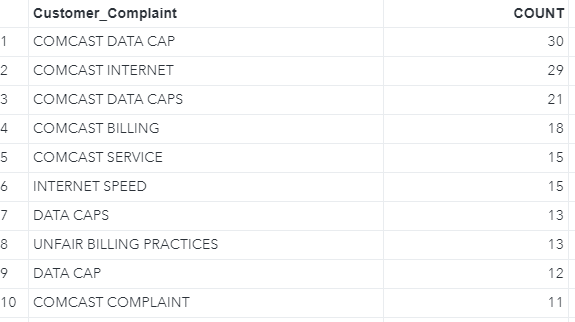 Customer_Complaint COUNT
1 COMCAST DATA CAP 30
2 COMCAST INTERNET 29
3 COMCAST DATA CAPS 21
4 COMCAST BILLING 18
5 COMCAST SERVICE 15
6 INTERNET SPEED 15
7 DATA CAPS 13
8 UNFAIR BILLING PRACTICES 13
9 DATA CAP 12
10 COMCAST COMPLAINT 11